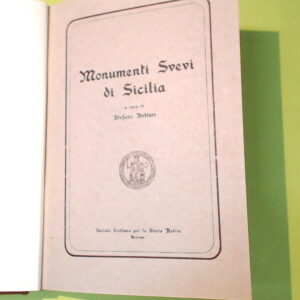 Monumenti Svevi
di Sicilia
a cura di
Stefano Bottari
Società Siciliana per la Storia Patria
Palermo